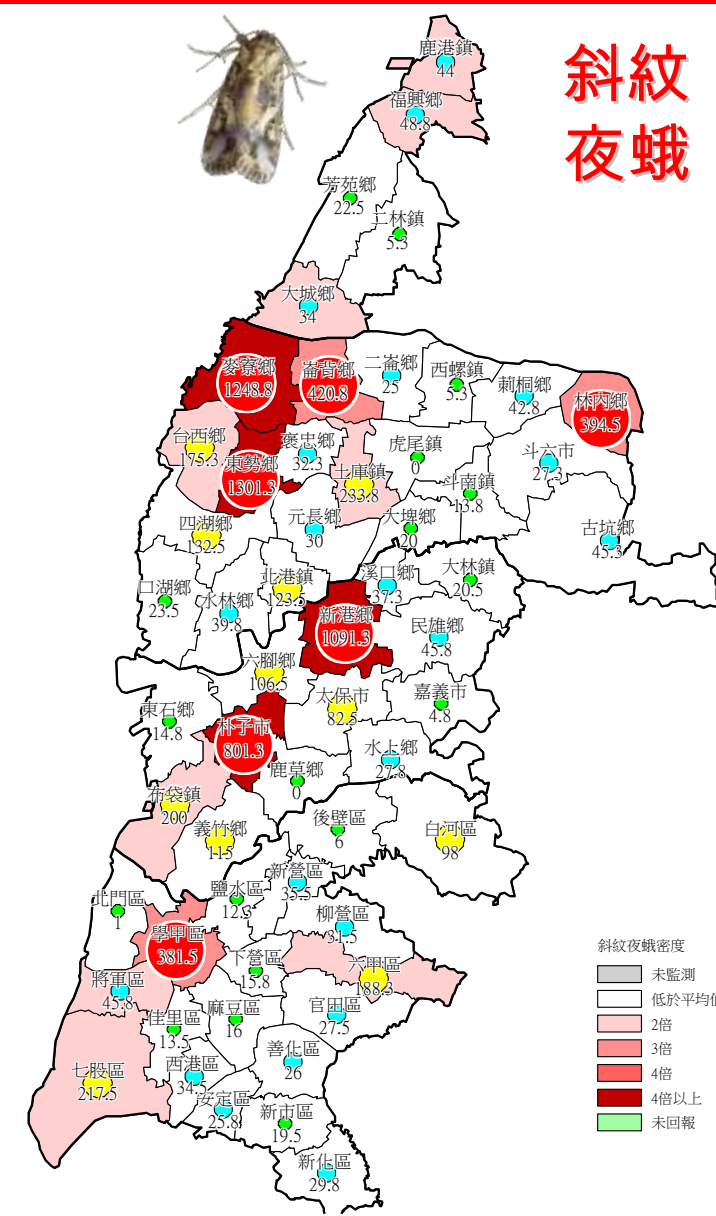 斜紋
夜蛾
鹿港鎮
44
福興鄉
48.8
芳苑鄉
22.5
二林鎮
5.3
大城鄉
34
麥寮鄉
1248.8
崙背鄉
420.8
二崙鄉
25
西螺鎮
5.3
莿桐鄉
42.8
林內鄉
394.5
台西鄉
175.3
東勢鄉
1301.3
褒忠鄉
32.3
土庫鎮
233.8
虎尾鎮
0
斗南鎮
13.8
斗六市
27.3
四湖鄉
132.5
元長鄉
30
大埤鄉
20
古坑鄉
45.3
口湖鄉
23.5
水林鄉
39.8
北港鎮
123.5
溪口鄉
37.3
大林鎮
20.5
新港鄉
1091.3
民雄鄉
45.8
六腳鄉
106.5
太保市
82.5
嘉義市
4.8
東石鄉
14.8
朴子市
801.3
鹿草鄉
0
水上鄉
27.8
布袋鎮
200
義竹鄉
115
後壁區
6
白河區
98
北門區
1
鹽水區
12.3
新營區
35.5
柳營區
31.5
學甲區
381.5
下營區
15.8
六甲區
188.3
將軍區
45.8
佳里區
13.5
麻豆區
16
官田區
27.5
七股區
217.5
西港區
34.5
善化區
26
安定區
25.8
新市區
19.5
新化區
29.8
斜紋夜蛾密度
未監測
低於平均值
2倍
3倍
4倍
4倍以上
未回報